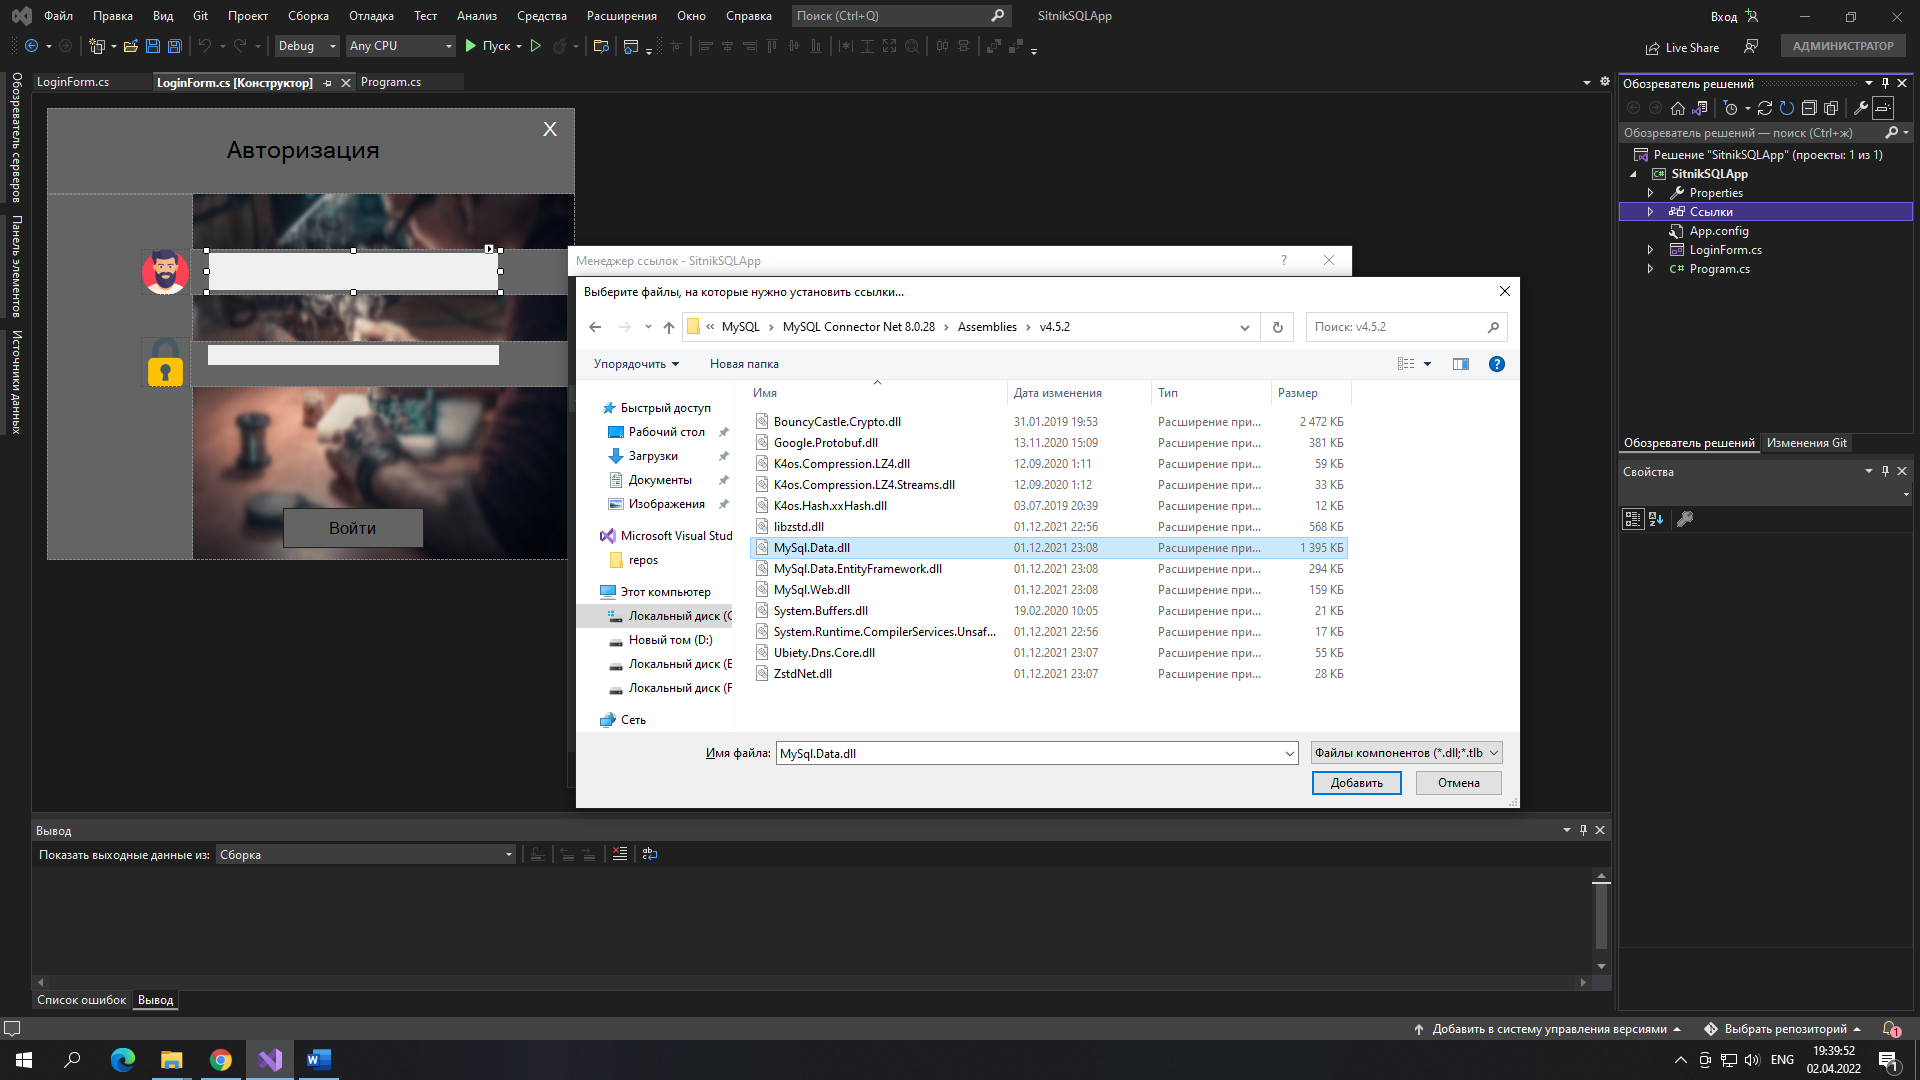 Файл Правка Вид Git Проект Сборка Отладка Тест Анализ Средства Расширения Окно Справка Поиск (Ctrl+Q) SitnikSQLApp Вход
Debug Any CPU Пуск Live Share АДМИНИСТРАТОР
LoginForm.cs LoginForm.cs [Конструктор] Program.cs
Обозреватель серверов
Панель элементов
Источники данных
X
Авторизация
Войти
Менеджер ссылок - SitnikSQLApp ?
Выберите файлы, на которые нужно установить ссылки...
« MySQL › MySQL Connector Net 8.0.28 › Assemblies › v4.5.2
Поиск: v4.5.2
Упорядочить Новая папка
Быстрый доступ
Рабочий стол
Загрузки
Документы
Изображения
Microsoft Visual Stud
repos
Этот компьютер
Локальный диск (C
Новый том (D:)
Локальный диск (E
Локальный диск (F
Сеть
Имя Дата изменения Тип Размер
BouncyCastle.Crypto.dll 31.01.2019 19:53 Расширение при... 2 472 КБ
Google.Protobuf.dll 13.11.2020 15:09 Расширение при... 381 КБ
K4os.Compression.LZ4.dll 12.09.2020 1:11 Расширение при... 59 КБ
K4os.Compression.LZ4.Streams.dll 12.09.2020 1:12 Расширение при... 33 КБ
K4os.Hash.xxHash.dll 03.07.2019 20:39 Расширение при... 12 КБ
libzstd.dll 01.12.2021 22:56 Расширение при... 568 КБ
MySql.Data.dll 01.12.2021 23:08 Расширение при... 1 395 КБ
MySql.Data.EntityFramework.dll 01.12.2021 23:08 Расширение при... 294 КБ
MySql.Web.dll 01.12.2021 23:08 Расширение при... 159 КБ
System.Buffers.dll 19.02.2020 10:05 Расширение при... 21 КБ
System.Runtime.CompilerServices.Unsaf... 01.12.2021 22:56 Расширение при... 17 КБ
Ubiety.Dns.Core.dll 01.12.2021 23:07 Расширение при... 55 КБ
ZstdNet.dll 01.12.2021 23:07 Расширение при... 28 КБ
Имя файла: MySql.Data.dll Файлы компонентов (*.dll;*.tlb
Добавить Отмена
Обозреватель решений
Обозреватель решений — поиск (Ctrl+ж)
Решение "SitnikSQLApp" (проекты: 1 из 1)
C# SitnikSQLApp
Properties
Ссылки
App.config
LoginForm.cs
C# Program.cs
Обозреватель решений Изменения Git
Свойства
Вывод
Показать выходные данные из: Сборка
Список ошибок Вывод
Добавить в систему управления версиями Выбрать репозиторий 1
ENG 19:39:52
02.04.2022 1